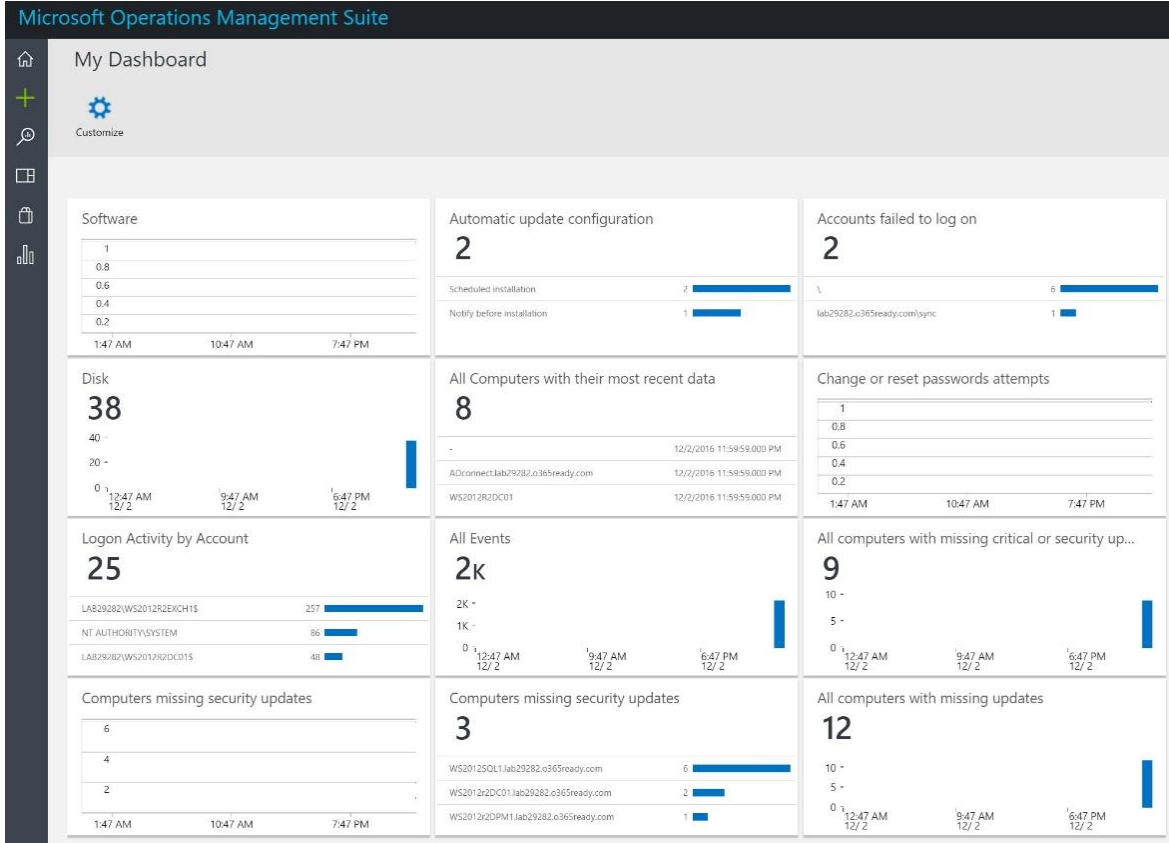 Microsoft Operations Management Suite
My Dashboard
Customize
Software
1
0.8
0.6
0.4
0.2
1:47 AM 10:47 AM 7:47 PM
Automatic update configuration
2
Scheduled installation 2
Notify before installation 1
Accounts failed to log on
2
\ 6
lab29282.o365ready.com\sync 1
Disk
38
40
20
0
12:47 AM 9:47 AM 6:47 PM
12/ 2 12/ 2 12/ 2
All Computers with their most recent data
8
- 12/2/2016 11:59:59.000 PM
ADconnect.lab29282.o365ready.com 12/2/2016 11:59:59.000 PM
WS2012R2DC01 12/2/2016 11:59:59.000 PM
Change or reset passwords attempts
1
0.8
0.6
0.4
0.2
1:47 AM 10:47 AM 7:47 PM
Logon Activity by Account
25
LAB29282\WS2012R2EXCH1$ 257
NT AUTHORITY\SYSTEM 86
LAB29282\WS2012R2DC01$ 48
All Events
2K
2K
1K
0
12:47 AM 9:47 AM 6:47 PM
12/ 2 12/ 2 12/ 2
All computers with missing critical or security up...
9
10
5
0
12:47 AM 9:47 AM 6:47 PM
12/ 2 12/ 2 12/ 2
Computers missing security updates
6
4
2
1:47 AM 10:47 AM 7:47 PM
Computers missing security updates
3
WS2012SQL1.lab29282.o365ready.com 6
WS2012r2DC01.lab29282.o365ready.com 2
WS2012r2DPM1.lab29282.o365ready.com 1
All computers with missing updates
12
10
5
0
12:47 AM 9:47 AM 6:47 PM
12/ 2 12/ 2 12/ 2